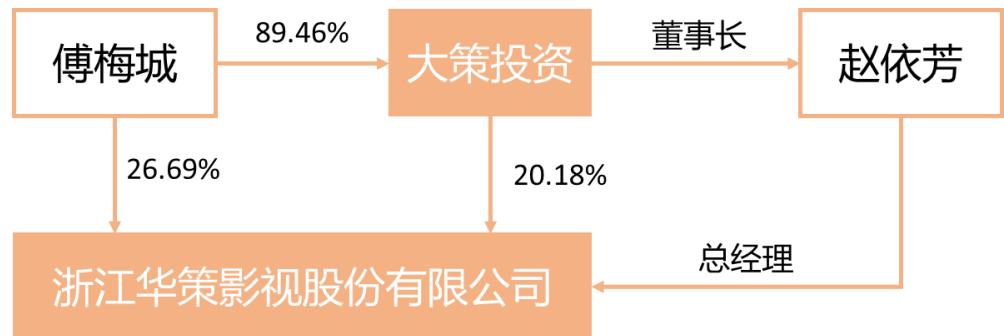 傅梅城
89.46%
大策投资
董事长
赵依芳
26.69%
20.18%
浙江华策影视股份有限公司
总经理